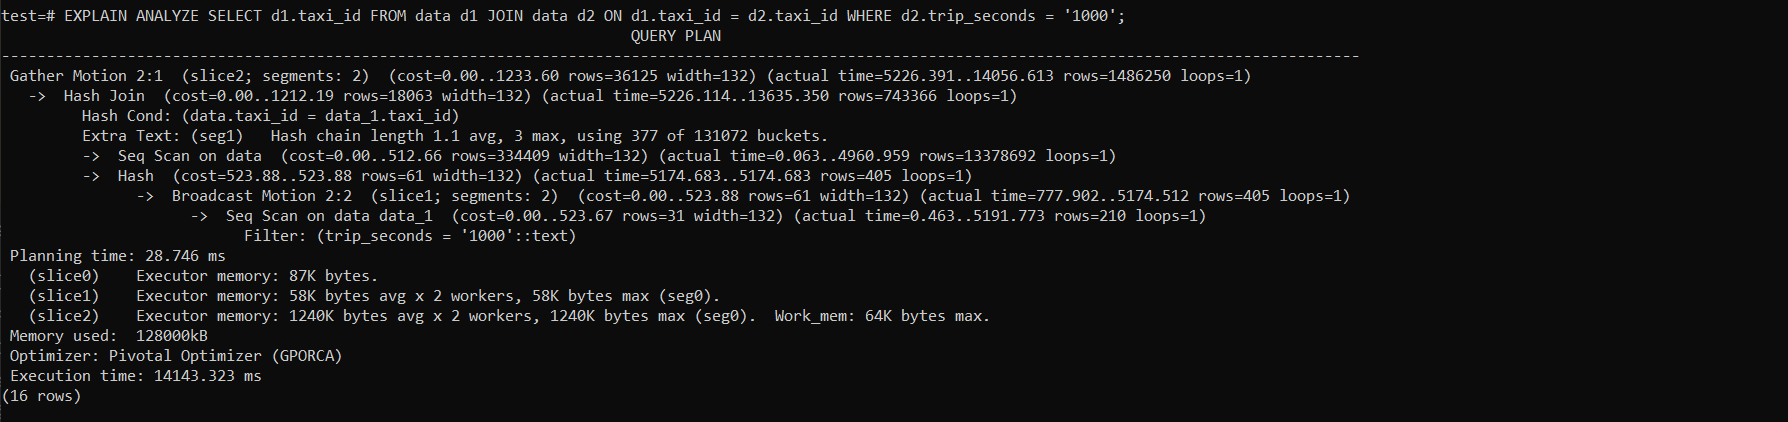 test=# EXPLAIN ANALYZE SELECT d1.taxi_id FROM data d1 JOIN data d2 ON d1.taxi_id = d2.taxi_id WHERE d2.trip_seconds = '1000';
QUERY PLAN
-------------------------------------------------------------------------------------------------------------------------------------------------------
Gather Motion 2:1  (slice2; segments: 2)  (cost=0.00..1233.60 rows=36125 width=132) (actual time=5226.391..14056.613 rows=1486250 loops=1)
->  Hash Join  (cost=0.00..1212.19 rows=18063 width=132) (actual time=5226.114..13635.350 rows=743366 loops=1)
Hash Cond: (data.taxi_id = data_1.taxi_id)
Extra Text: (seg1)   Hash chain length 1.1 avg, 3 max, using 377 of 131072 buckets.
->  Seq Scan on data  (cost=0.00..512.66 rows=334409 width=132) (actual time=0.063..4960.959 rows=13378692 loops=1)
->  Hash  (cost=523.88..523.88 rows=61 width=132) (actual time=5174.683..5174.683 rows=405 loops=1)
->  Broadcast Motion 2:2  (slice1; segments: 2)  (cost=0.00..523.88 rows=61 width=132) (actual time=777.902..5174.512 rows=405 loops=1)
->  Seq Scan on data data_1  (cost=0.00..523.67 rows=31 width=132) (actual time=0.463..5191.773 rows=210 loops=1)
Filter: (trip_seconds = '1000'::text)
Planning time: 28.746 ms
(slice0)    Executor memory: 87K bytes.
(slice1)    Executor memory: 58K bytes avg x 2 workers, 58K bytes max (seg0).
(slice2)    Executor memory: 1240K bytes avg x 2 workers, 1240K bytes max (seg0).  Work_mem: 64K bytes max.
Memory used:  128000kB
Optimizer: Pivotal Optimizer (GPORCA)
Execution time: 14143.323 ms
(16 rows)